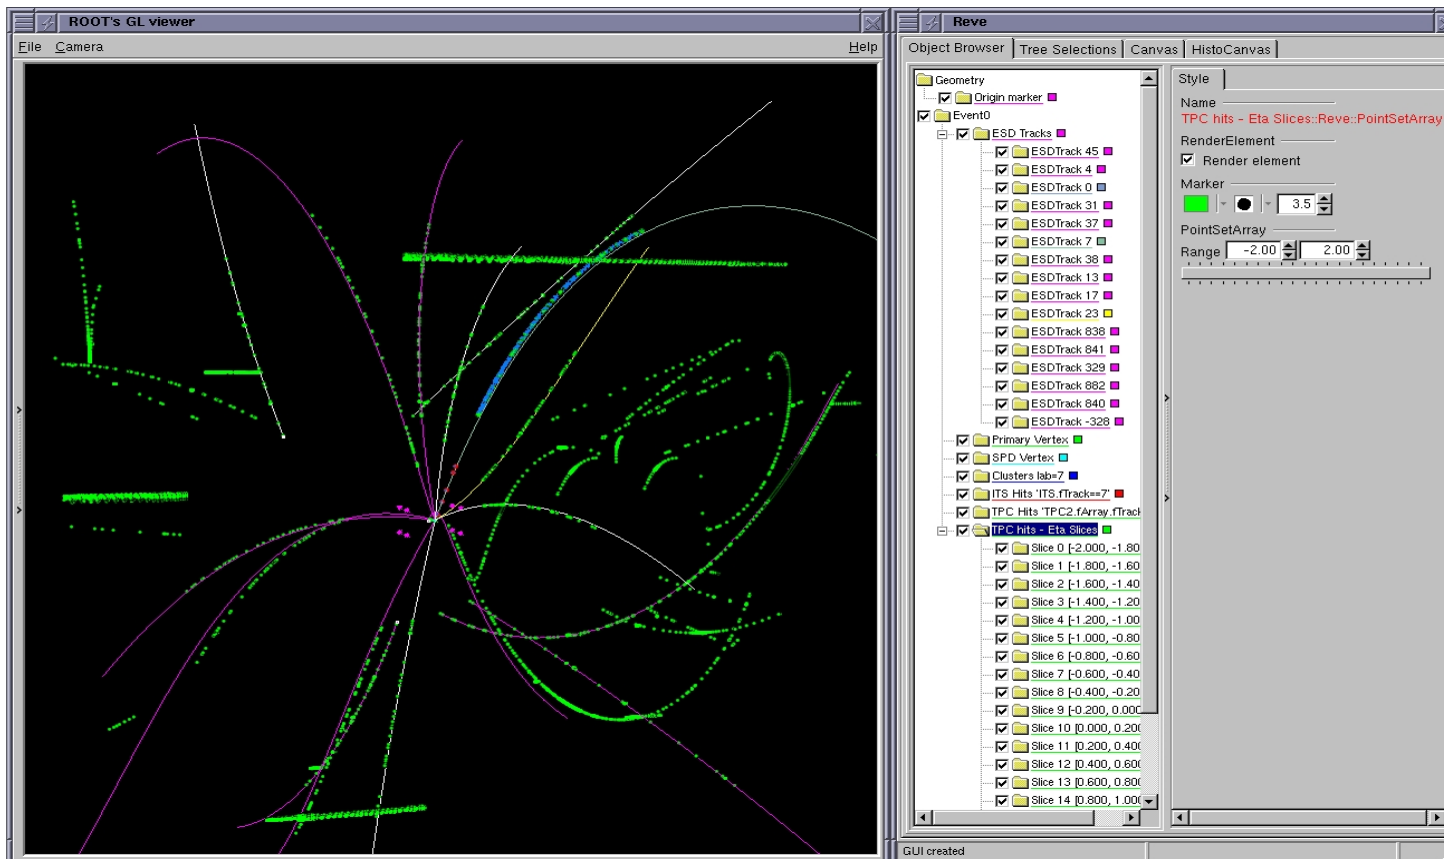 ROOT's GL viewer
File Camera Help
Reve
Object Browser Tree Selections Canvas HistoCanvas
Geometry
Origin marker
Event0
ESD Tracks
ESDTrack 45
ESDTrack 4
ESDTrack 0
ESDTrack 31
ESDTrack 37
ESDTrack 7
ESDTrack 38
ESDTrack 13
ESDTrack 17
ESDTrack 23
ESDTrack 838
ESDTrack 841
ESDTrack 329
ESDTrack 882
ESDTrack 840
ESDTrack -328
Primary Vertex
SPD Vertex
Clusters lab=7
ITS Hits 'ITS.fTrack==7'
TPC Hits 'TPC2.fArray.fTrack
TPC hits - Eta Slices
Slice 0 [-2.000, -1.80
Slice 1 [-1.800, -1.60
Slice 2 [-1.600, -1.40
Slice 3 [-1.400, -1.20
Slice 4 [-1.200, -1.00
Slice 5 [-1.000, -0.80
Slice 6 [-0.800, -0.60
Slice 7 [-0.600, -0.40
Slice 8 [-0.400, -0.20
Slice 9 [-0.200, 0.000
Slice 10 [0.000, 0.200
Slice 11 [0.200, 0.400
Slice 12 [0.400, 0.600
Slice 13 [0.600, 0.800
Slice 14 [0.800, 1.000
Style
Name
TPC hits - Eta Slices::Reve::PointSetArray
RenderElement
Render element
Marker
3.5
PointSetArray
Range -2.00 2.00
GUI created